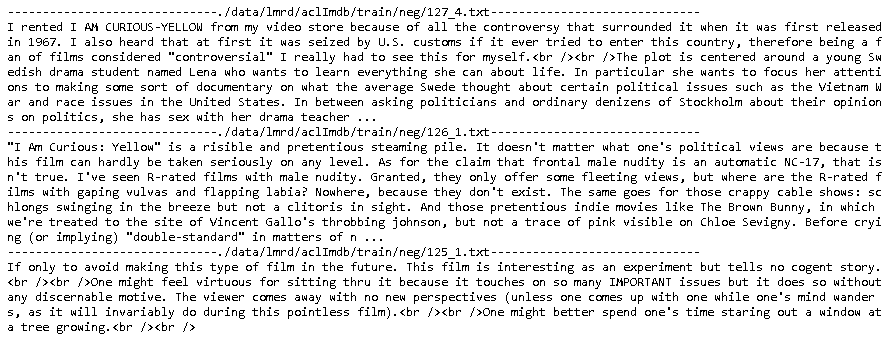 ----------------------------./data/lmrd/aclImdb/train/neg/127_4.txt----------------------------
I rented I AM CURIOUS-YELLOW from my video store because of all the controversy that surrounded it when it was first released
in 1967. I also heard that at first it was seized by U.S. customs if it ever tried to enter this country, therefore being a f
an of films considered "controversial" I really had to see this for myself.<br /><br />The plot is centered around a young Sw
edish drama student named Lena who wants to learn everything she can about life. In particular she wants to focus her attenti
ons to making some sort of documentary on what the average Swede thought about certain political issues such as the Vietnam W
ar and race issues in the United States. In between asking politicians and ordinary denizens of Stockholm about their opinion
s on politics, she has sex with her drama teacher ...
----------------------------./data/lmrd/aclImdb/train/neg/126_1.txt----------------------------
"I Am Curious: Yellow" is a risible and pretentious steaming pile. It doesn't matter what one's political views are because t
his film can hardly be taken seriously on any level. As for the claim that frontal male nudity is an automatic NC-17, that is
n't true. I've seen R-rated films with male nudity. Granted, they only offer some fleeting views, but where are the R-rated f
ilms with gaping vulvas and flapping labia? Nowhere, because they don't exist. The same goes for those crappy cable shows: sc
hlongs swinging in the breeze but not a clitoris in sight. And those pretentious indie movies like The Brown Bunny, in which
we're treated to the site of Vincent Gallo's throbbing johnson, but not a trace of pink visible on Chloe Sevigny. Before cryi
ng (or implying) "double-standard" in matters of n ...
----------------------------./data/lmrd/aclImdb/train/neg/125_1.txt----------------------------
If only to avoid making this type of film in the future. This film is interesting as an experiment but tells no cogent story.
<br /><br />One might feel virtuous for sitting thru it because it touches on so many IMPORTANT issues but it does so without
any discernable motive. The viewer comes away with no new perspectives (unless one comes up with one while one's mind wander
s, as it will invariably do during this pointless film).<br /><br />One might better spend one's time staring out a window at
a tree growing.<br /><br />